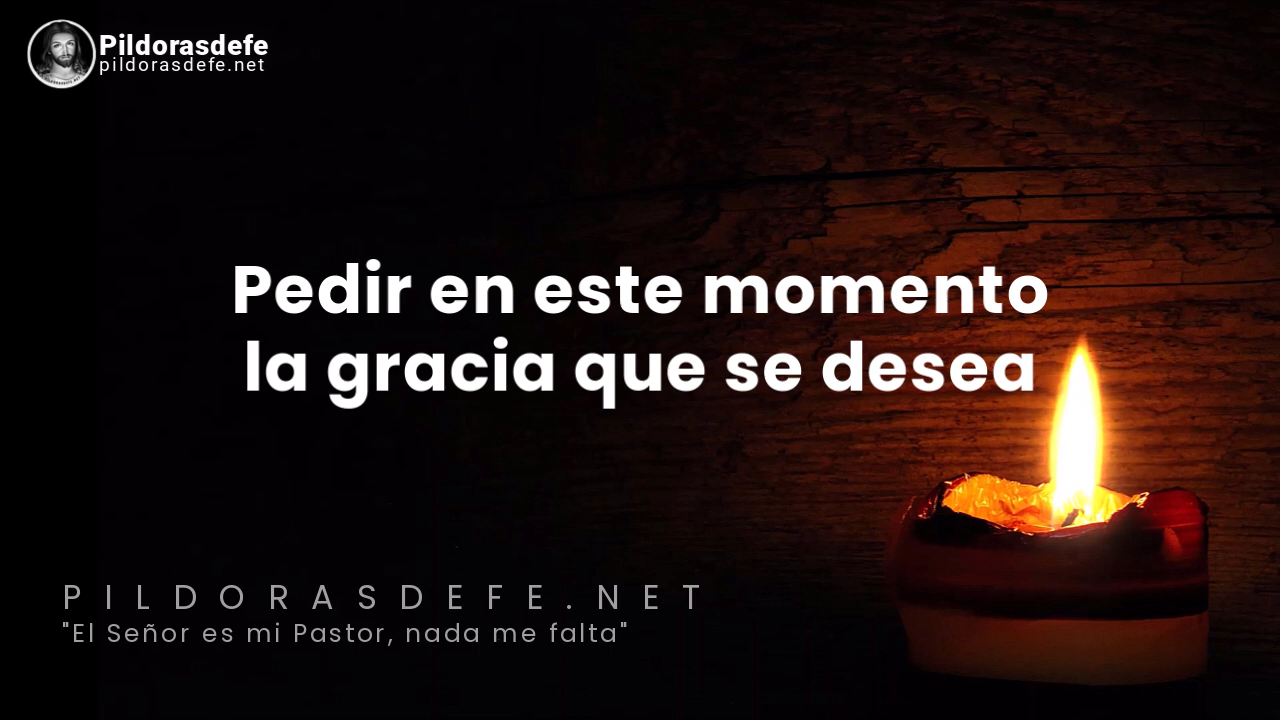 Pildorasdefe
pildorasdefe.net
Pedir en este momento
la gracia que se desea
PILDORASDEFE.NET
"El Señor es mi Pastor, nada me falta"